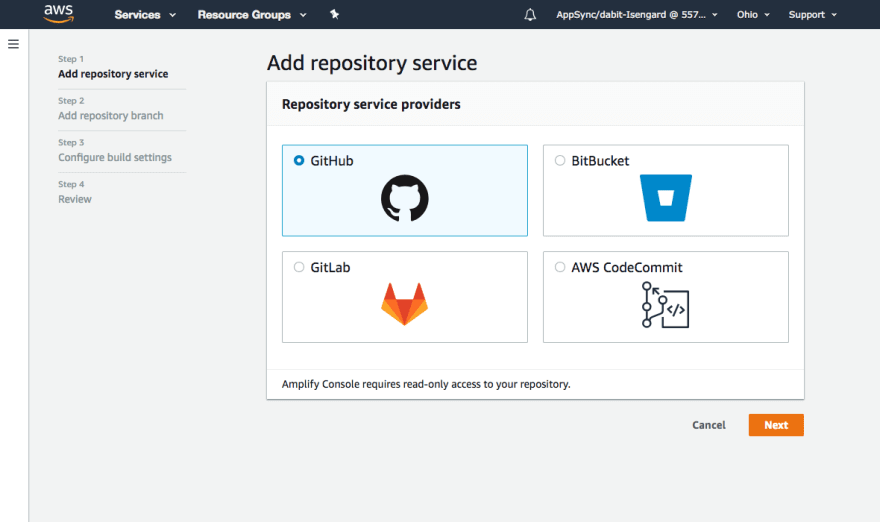 aws
Services
Resource Groups
AppSync/dabit-Isengard @ 557...
Ohio
Support
Step 1
Add repository service
Step 2
Add repository branch
Step 3
Configure build settings
Step 4
Review
Add repository service
Repository service providers
GitHub
BitBucket
GitLab
AWS CodeCommit
</>
Amplify Console requires read-only access to your repository.
Cancel
Next